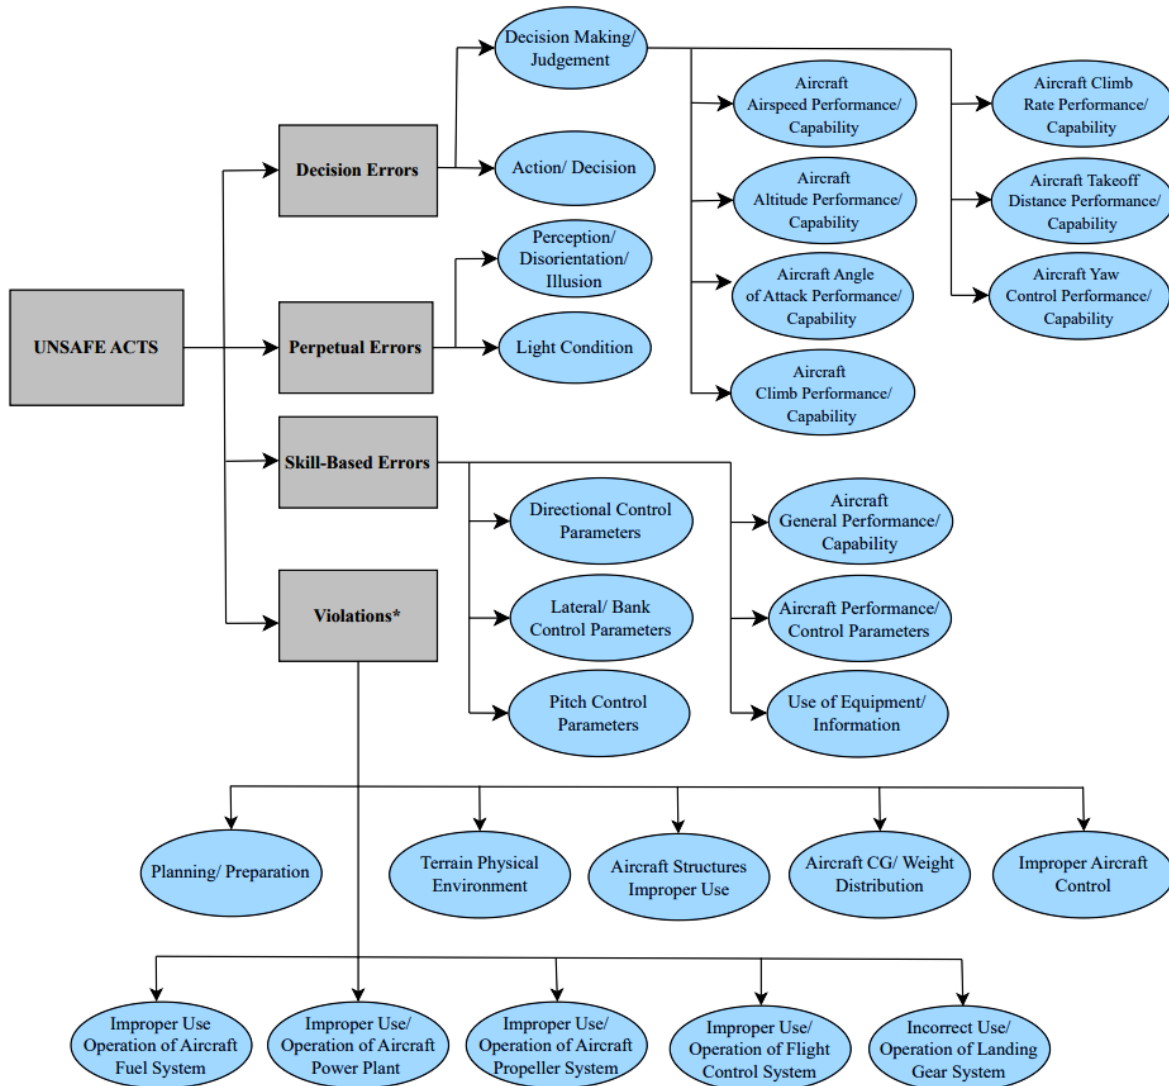 Decision Making/
Judgement
Aircraft
Airspeed Performance/
Capability
Aircraft Climb
Rate Performance/
Capability
Decision Errors
Action/ Decision
Aircraft
Altitude Performance/
Capability
Aircraft Takeoff
Distance Performance/
Capability
Perception/
Disorientation/
Illusion
Aircraft Angle
of Attack Performance/
Capability
Aircraft Yaw
Control Performance/
Capability
UNSAFE ACTS
Perpetual Errors
Light Condition
Aircraft
Climb Performance/
Capability
Skill-Based Errors
Directional Control
Parameters
Aircraft
General Performance/
Capability
Violations*
Lateral/ Bank
Control Parameters
Aircraft Performance/
Control Parameters
Pitch Control
Parameters
Use of Equipment/
Information
Planning/ Preparation
Terrain Physical
Environment
Aircraft Structures
Improper Use
Aircraft CG/ Weight
Distribution
Improper Aircraft
Control
Improper Use
Operation of Aircraft
Fuel System
Improper Use/
Operation of Aircraft
Power Plant
Improper Use/
Operation of Aircraft
Propeller System
Improper Use/
Operation of Flight
Control System
Incorrect Use/
Operation of Landing
Gear System